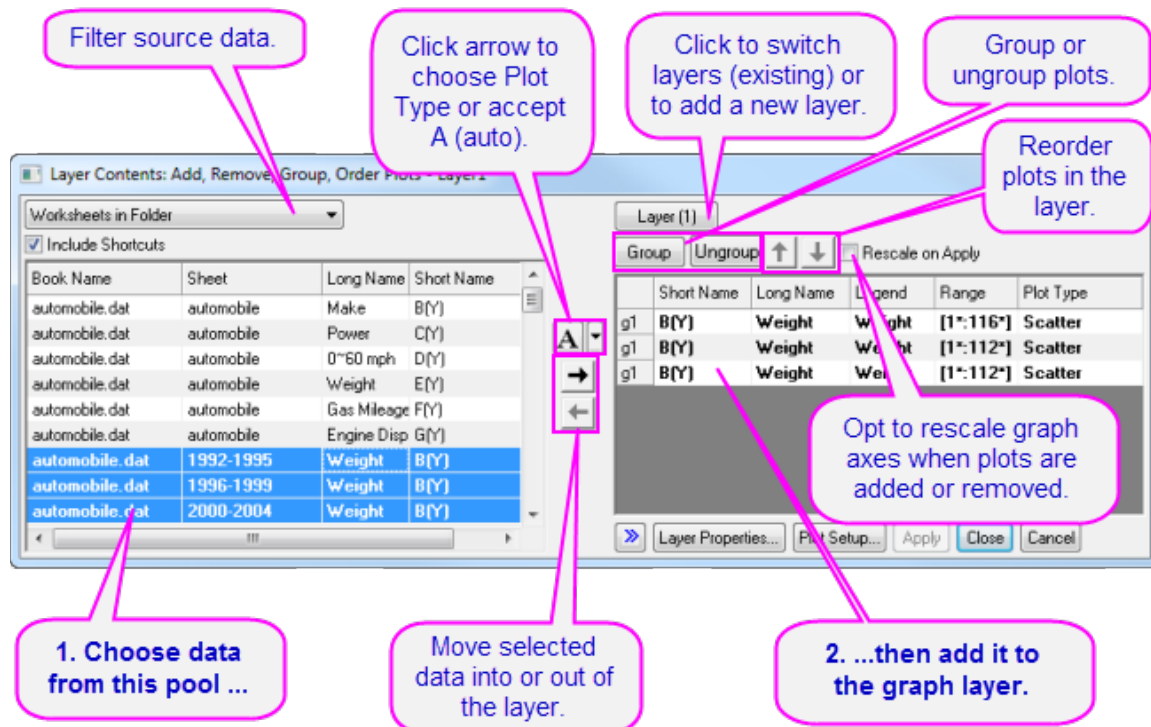 Filter source data.
Click arrow to
choose Plot
Type or accept
A (auto).
Click to switch
layers (existing) or
to add a new layer.
Group or
ungroup plots.
Reorder
plots in the
layer.
Layer Contents: Add, Remove, Group, Order Plots - Layer1
Worksheets in Folder
Include Shortcuts
Book Name Sheet Long Name Short Name
automobile.dat automobile Make B(Y)
automobile.dat automobile Power C(Y)
automobile.dat automobile 0~60 mph D(Y)
automobile.dat automobile Weight E(Y)
automobile.dat automobile Gas Mileage F(Y)
automobile.dat automobile Engine Disp G(Y)
automobile.dat 1992-1995 Weight B(Y)
automobile.dat 1996-1999 Weight B(Y)
automobile.dat 2000-2004 Weight B(Y)
A
Layer (1)
Group Ungroup Rescale on Apply
Short Name Long Name Legend Range Plot Type
g1 B(Y) Weight Weight [1*:116*] Scatter
g1 B(Y) Weight Weight [1*:112*] Scatter
g1 B(Y) Weight Wei [1*:112*] Scatter
Opt to rescale graph
axes when plots are
added or removed.
Layer Properties... Plot Setup... Apply Close Cancel
1. Choose data
from this pool ...
Move selected
data into or out of
the layer.
2. ...then add it to
the graph layer.